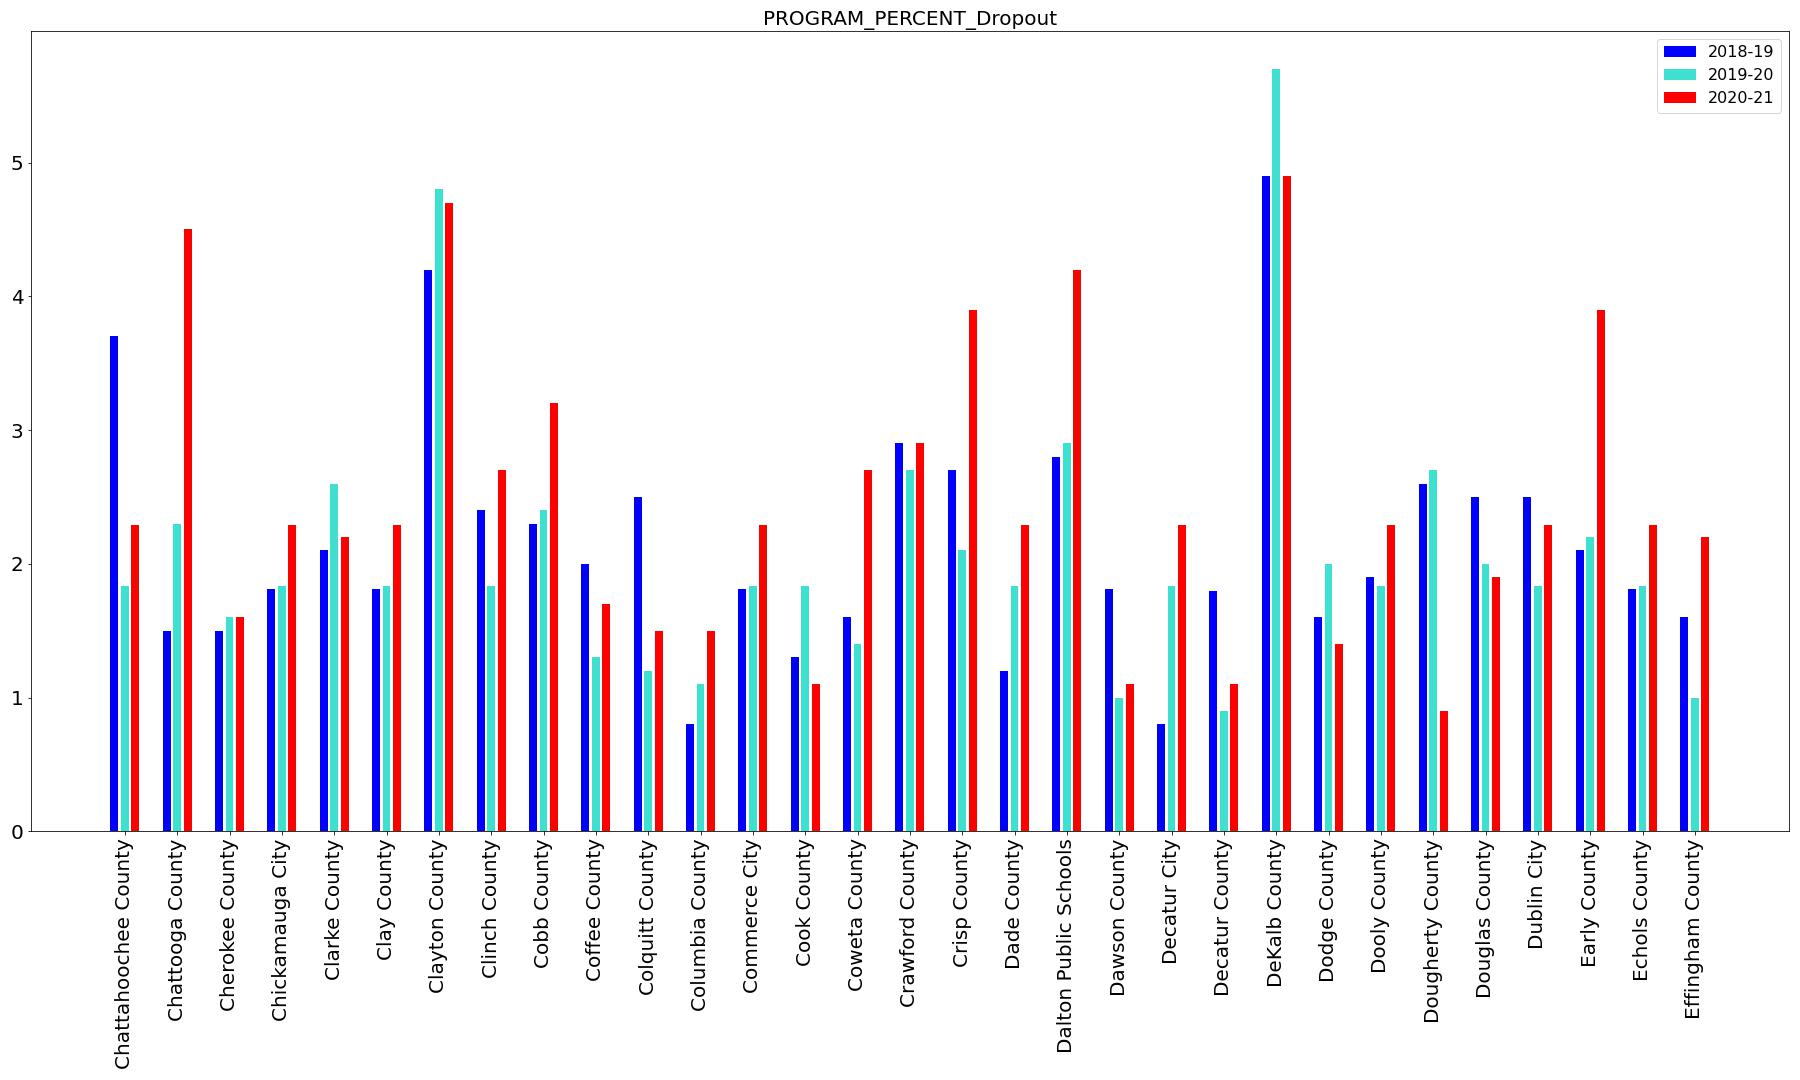 PROGRAM_PERCENT_Dropout
2018-19
2019-20
2020-21
5
4
3
2
1
0
Chattahoochee County
Chattooga County
Cherokee County
Chickamauga City
Clarke County
Clay County
Clayton County
Clinch County
Cobb County
Coffee County
Colquitt County
Columbia County
Commerce City
Cook County
Coweta County
Crawford County
Crisp County
Dade County
Dalton Public Schools
Dawson County
Decatur City
Decatur County
DeKalb County
Dodge County
Dooly County
Dougherty County
Douglas County
Dublin City
Early County
Echols County
Effingham County